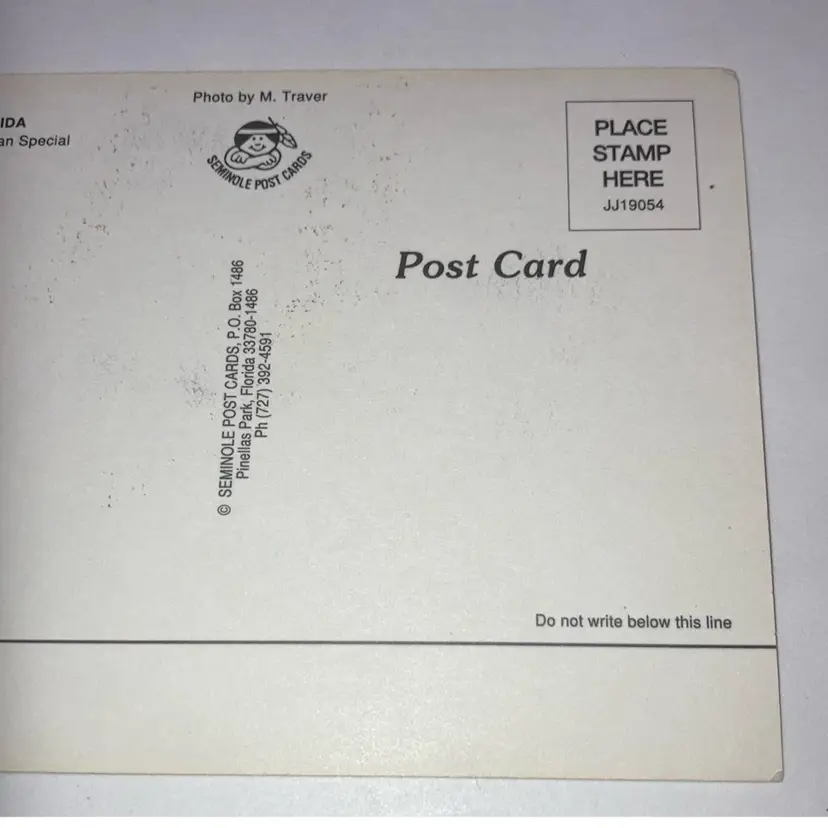 IDA
an Special
Photo by M. Traver
SEMINOLE POST CARDS
PLACE
STAMP
HERE
JJ19054
Post Card
© SEMINOLE POST CARDS, P.O. Box 1486
Pinellas Park, Florida 33780-1486
Ph (727) 392-4591
Do not write below this line